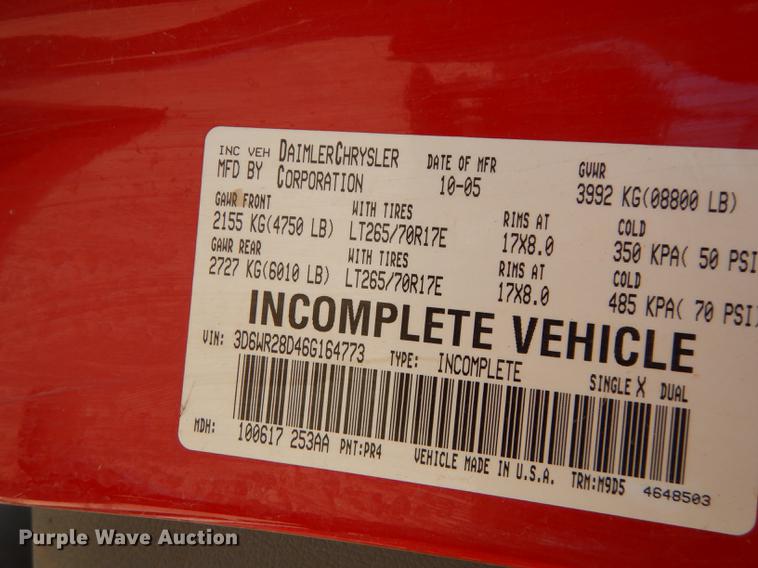 INC VEH DAIMLERCHRYSLER DATE OF MFR GVWR
MFD BY CORPORATION 10-05 3992 KG(08800 LB)
GAWR FRONT WITH TIRES RIMS AT COLD
2155 KG(4750 LB) LT265/70R17E 17X8.0 350 KPA( 50 PSI
GAWR REAR WITH TIRES RIMS AT COLD
2727 KG(6010 LB) LT265/70R17E 17X8.0 485 KPA( 70 PSI)
INCOMPLETE VEHICLE
VIN: 3D6WR28D46G164773 TYPE: INCOMPLETE SINGLE X DUAL
MDH: 100617 253AA PNT:PR4 VEHICLE MADE IN U.S.A. TRM:M9D5 4648503
Purple Wave Auction